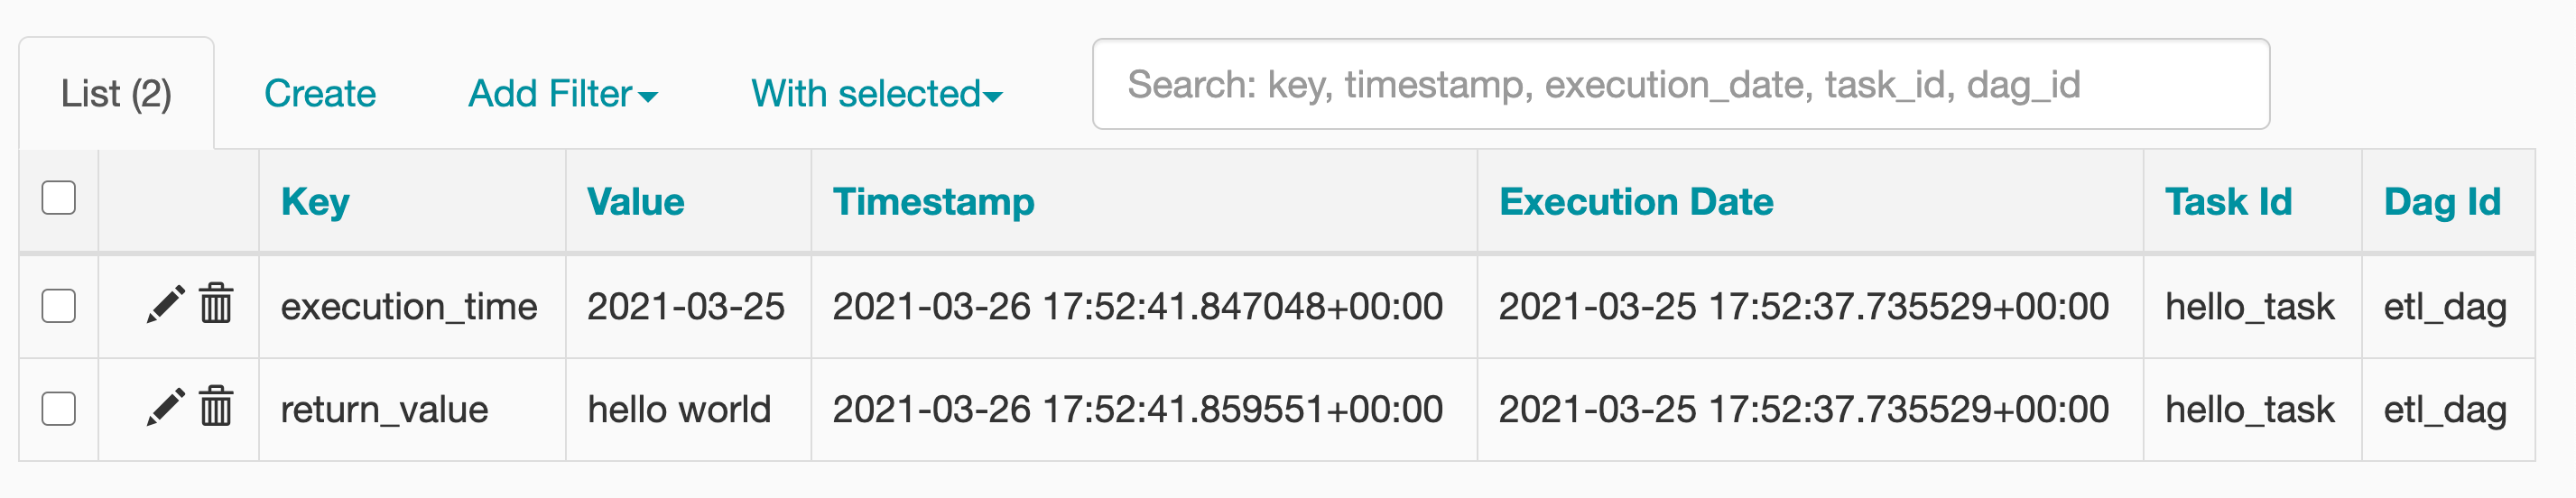 List (2) Create Add Filter With selected Search: key, timestamp, execution_date, task_id, dag_id
Key Value Timestamp Execution Date Task Id Dag Id
execution_time 2021-03-25 2021-03-26 17:52:41.847048+00:00 2021-03-25 17:52:37.735529+00:00 hello_task etl_dag
return_value hello world 2021-03-26 17:52:41.859551+00:00 2021-03-25 17:52:37.735529+00:00 hello_task etl_dag